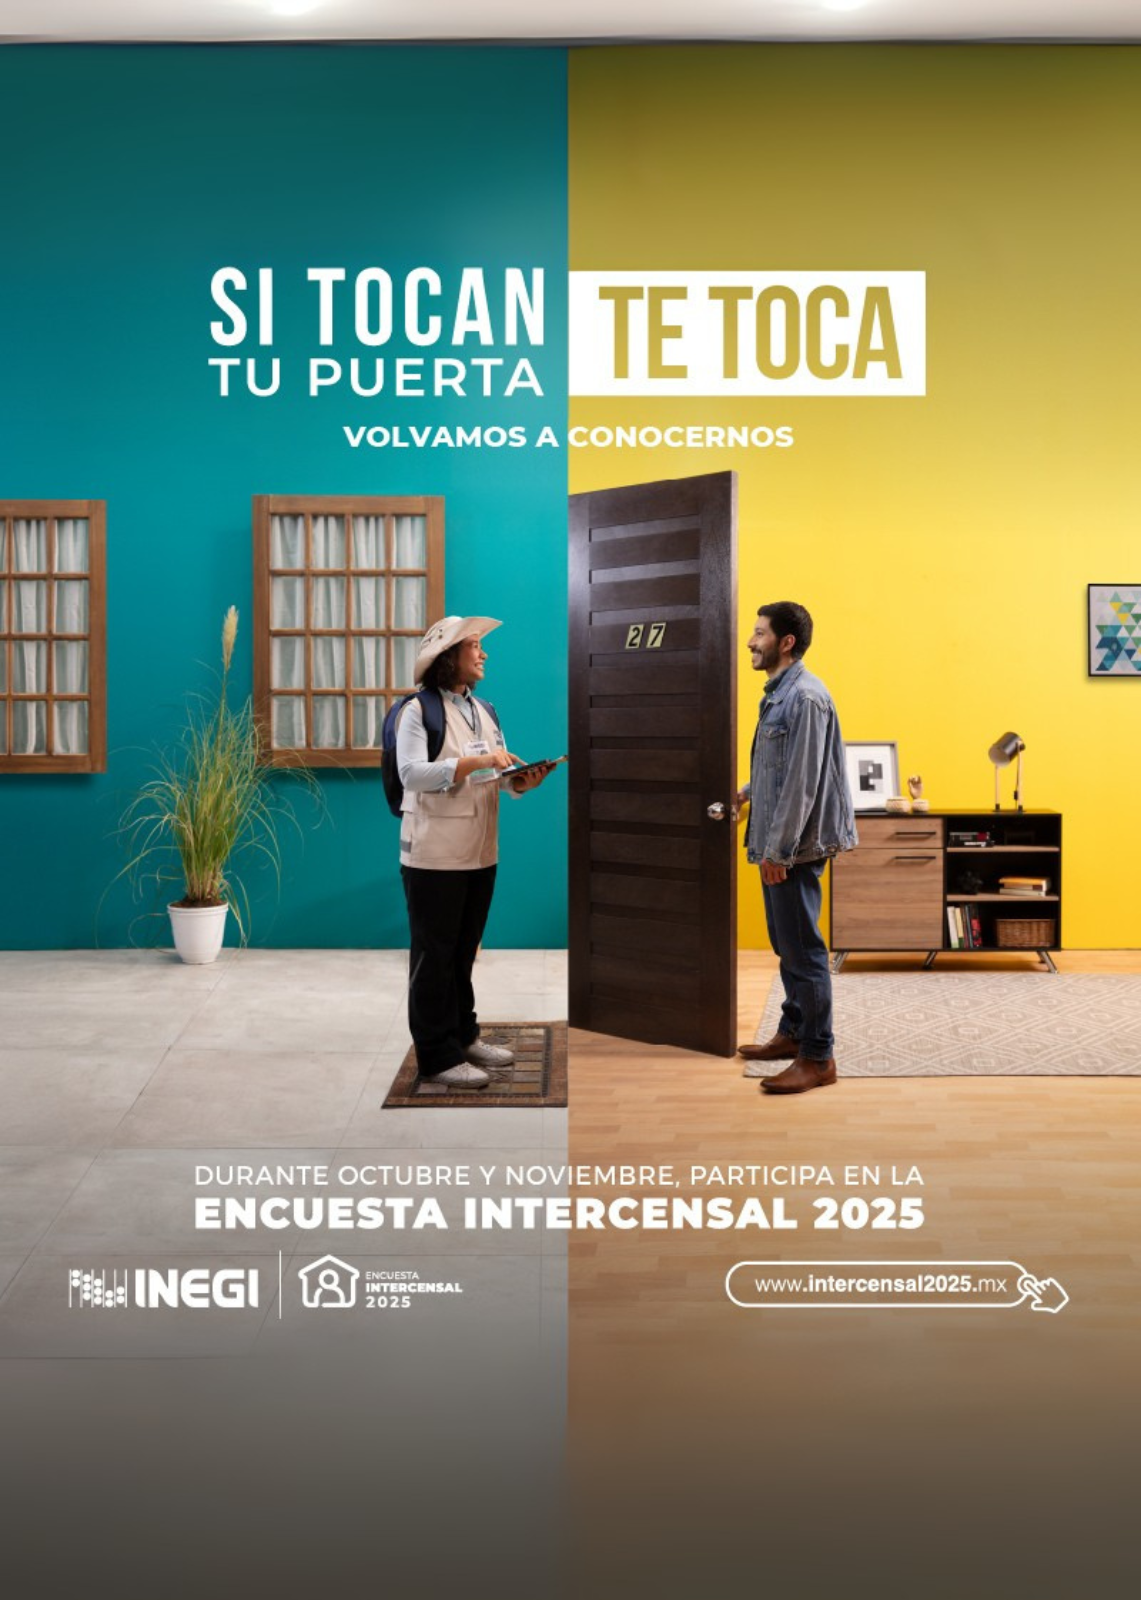 SI TOCAN
TU PUERTA
TE TOCA
VOLVAMOS A CONOCERNOS
27
DURANTE OCTUBRE Y NOVIEMBRE, PARTICIPA EN LA
ENCUESTA INTERCENSAL 2025
INEGI
ENCUESTA
INTERCENSAL
2025
www.intercensal2025.mx